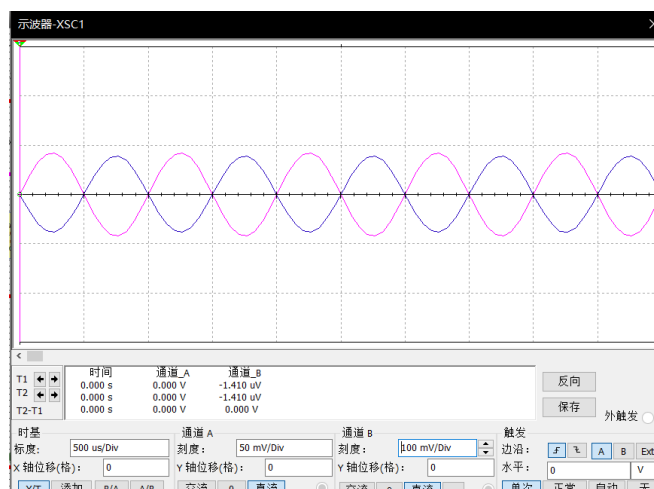 示波器-XSC1
时间 通道_A 通道_B
T1 0.000 s 0.000 V -1.410 uV
T2 0.000 s 0.000 V -1.410 uV
T2-T1 0.000 s 0.000 V 0.000 V
反向
保存
外触发
时基 通道 A 通道 B 触发
标度: 500 us/Div 刻度: 50 mV/Div 刻度: 100 mV/Div 边沿: A B Ext
X 轴位移(格): 0 Y 轴位移(格): 0 Y 轴位移(格): 0 水平: 0 V
Y/T 添加 B/A A/B 交流 0 直流 交流 0 直流 单次 正常 自动 无